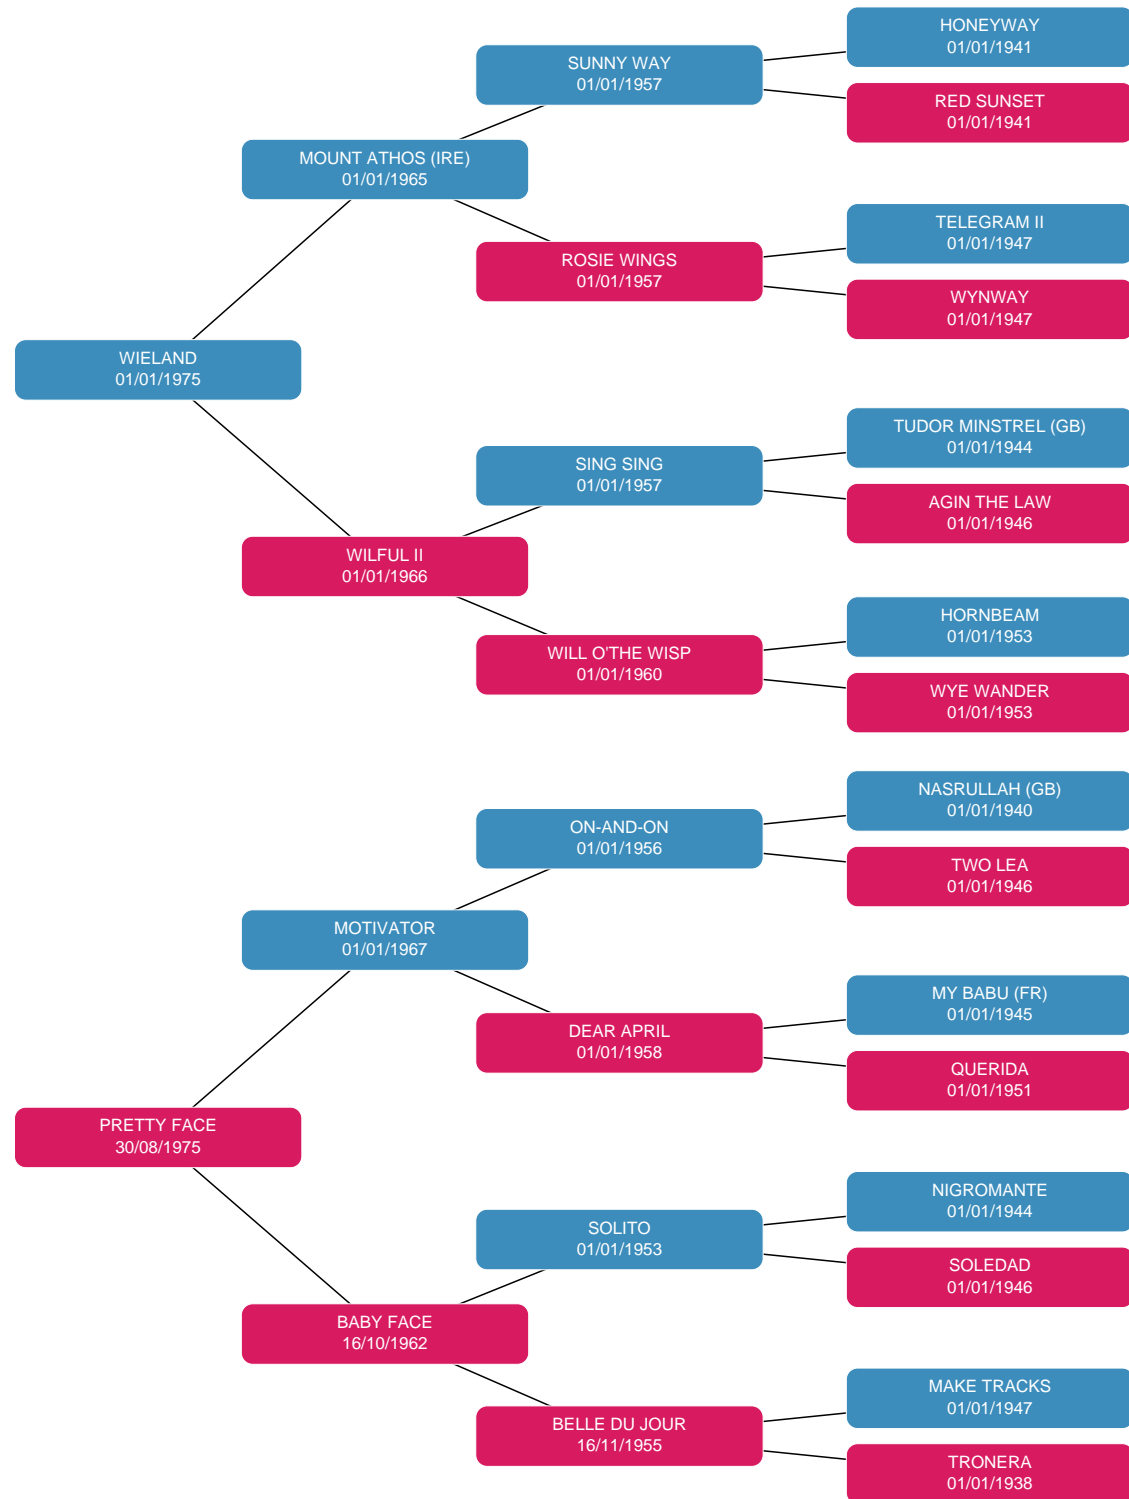 HONEYWAY
01/01/1941
SUNNY WAY
01/01/1957
RED SUNSET
01/01/1941
MOUNT ATHOS (IRE)
01/01/1965
TELEGRAM II
01/01/1947
ROSIE WINGS
01/01/1957
WYNWAY
01/01/1947
WIELAND
01/01/1975
TUDOR MINSTREL (GB)
01/01/1944
SING SING
01/01/1957
AGIN THE LAW
01/01/1946
WILFUL II
01/01/1966
HORNBEAM
01/01/1953
WILL O'THE WISP
01/01/1960
WYE WANDER
01/01/1953
NASRULLAH (GB)
01/01/1940
ON-AND-ON
01/01/1956
TWO LEA
01/01/1946
MOTIVATOR
01/01/1967
MY BABU (FR)
01/01/1945
DEAR APRIL
01/01/1958
QUERIDA
01/01/1951
PRETTY FACE
30/08/1975
NIGROMANTE
01/01/1944
SOLITO
01/01/1953
SOLEDAD
01/01/1946
BABY FACE
16/10/1962
MAKE TRACKS
01/01/1947
BELLE DU JOUR
16/11/1955
TRONERA
01/01/1938